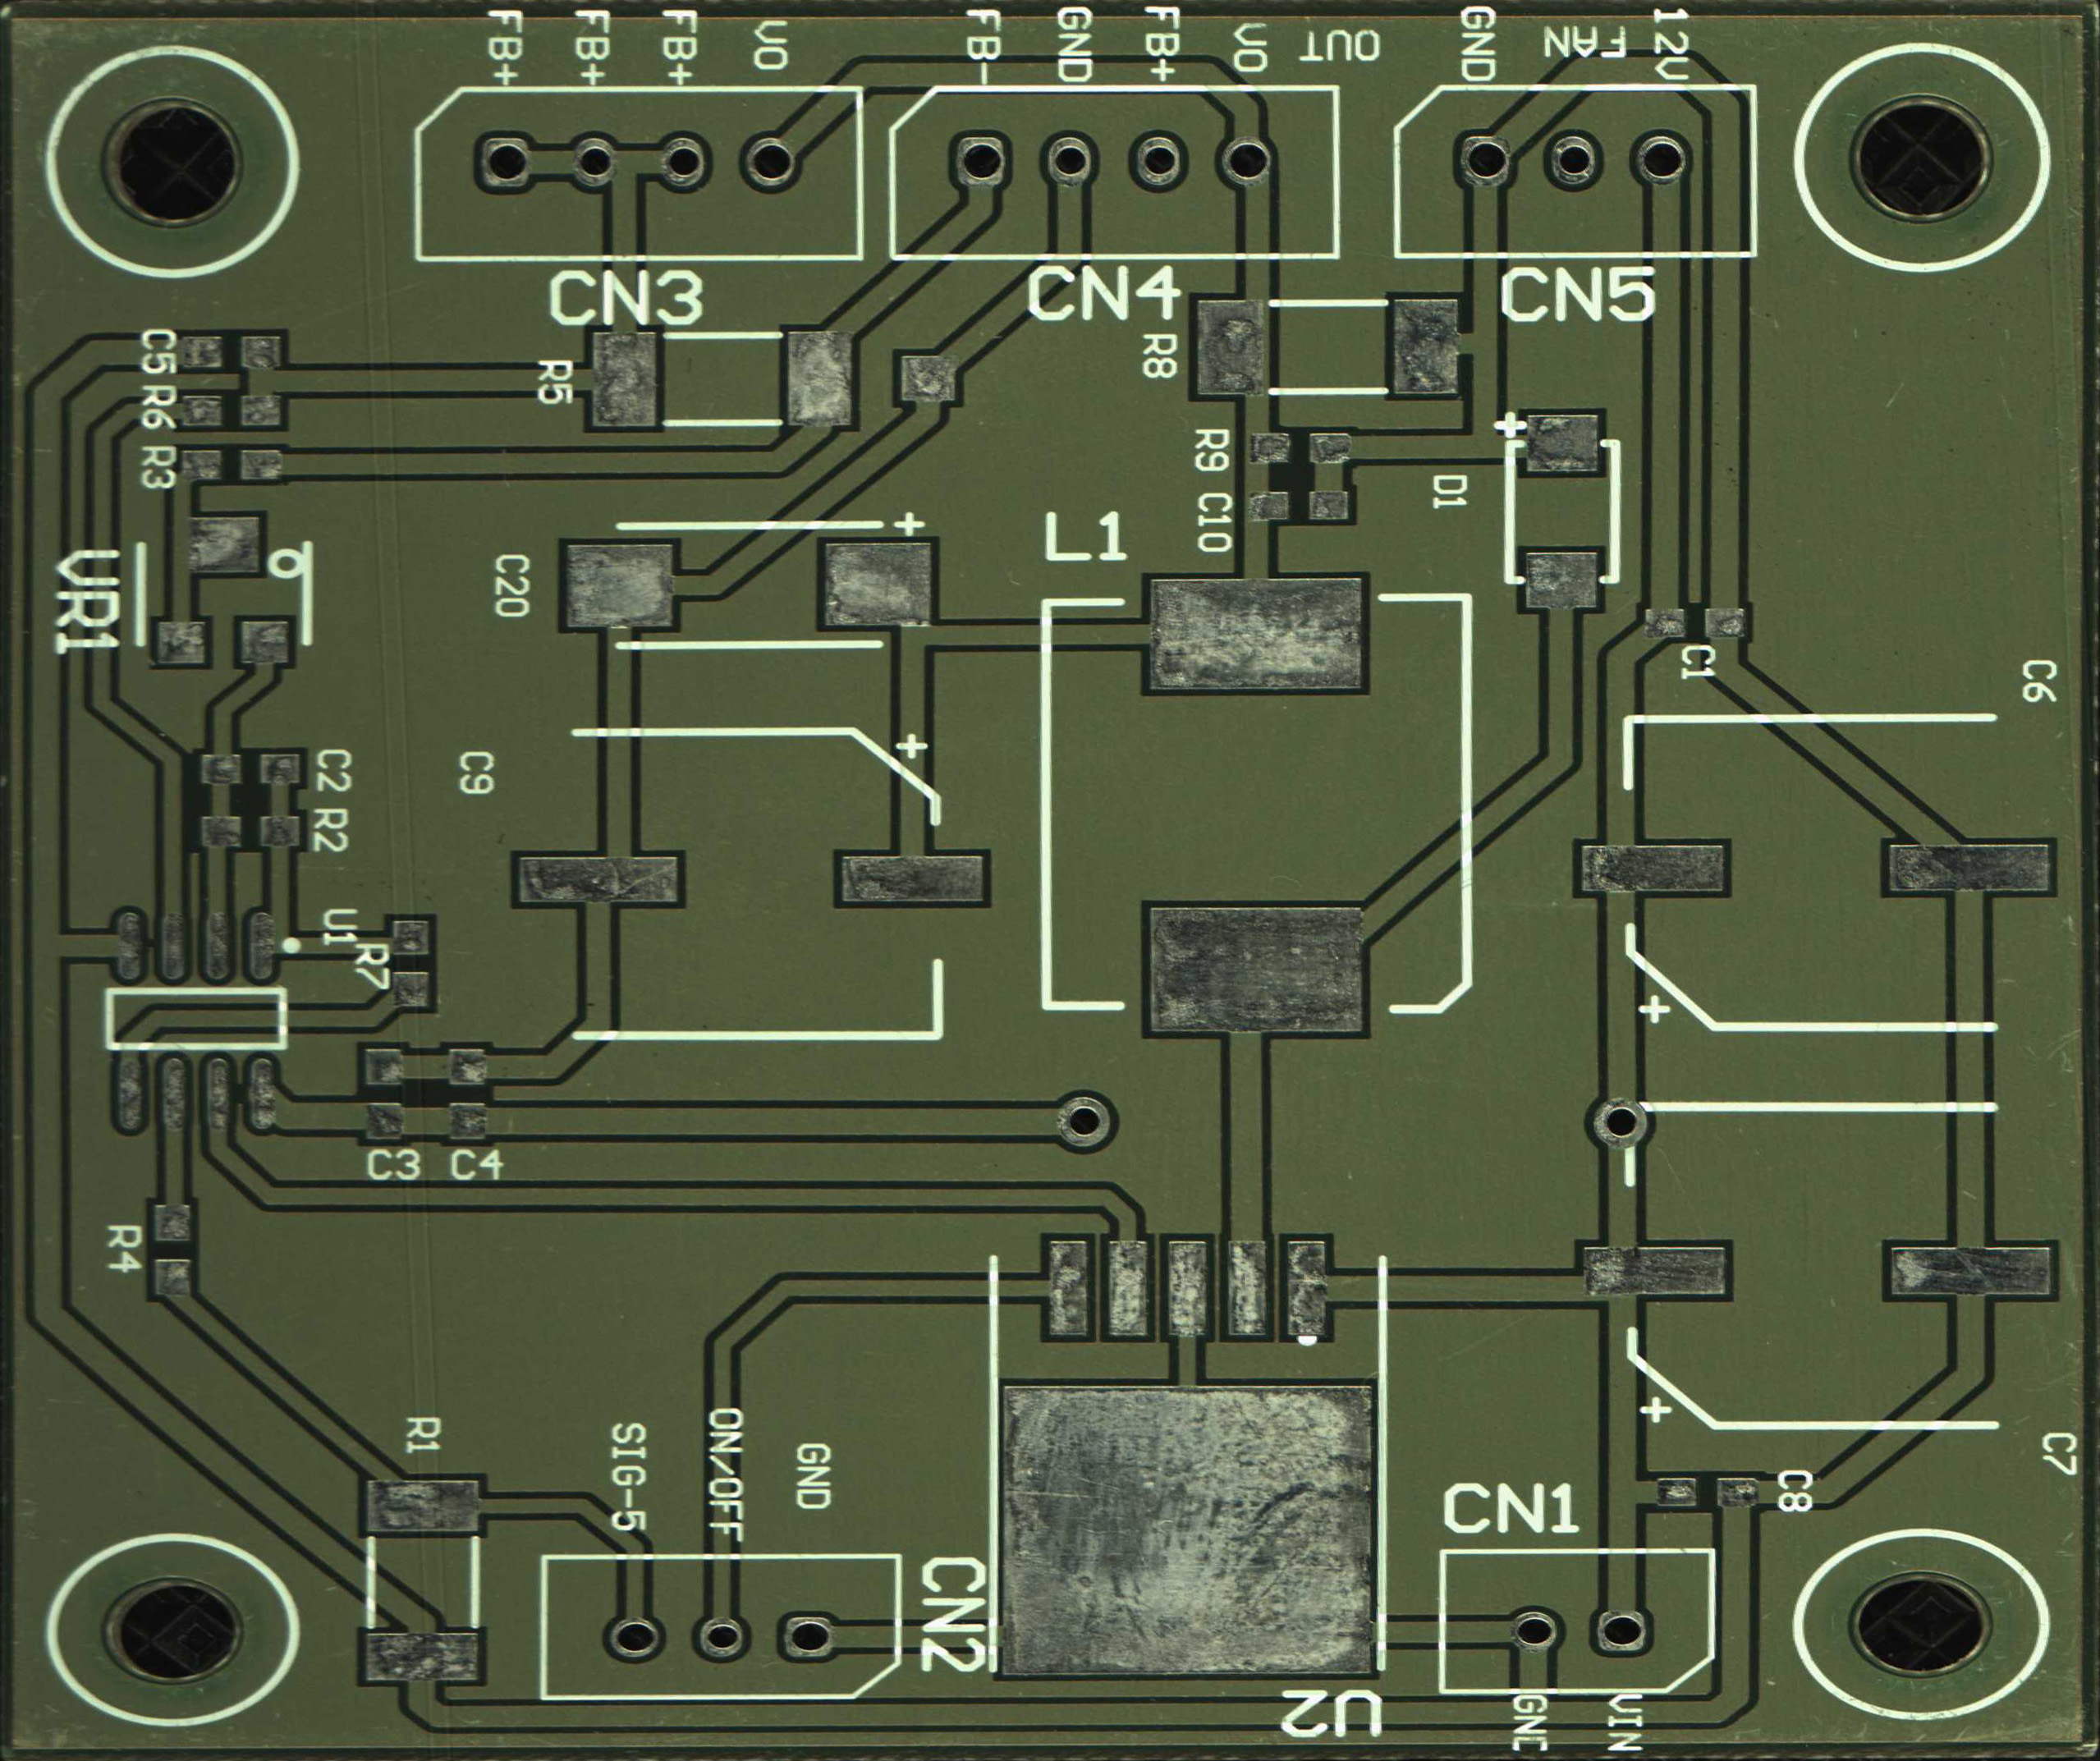 FB+
FB+
FB+
VO
FB-
GND
FB+
VO
OUT
GND
FAN
12V
CN3
CN4
CN5
C5
R6
R3
R5
R8
R9
C10
D1
+
+
L1
C20
VR1
C1
C6
C2
R2
C9
+
U1
R7
+
C3
C4
R4
+
R1
SIG-5
ON/OFF
GND
C7
C8
CN1
CN2
U2
GND
VIN